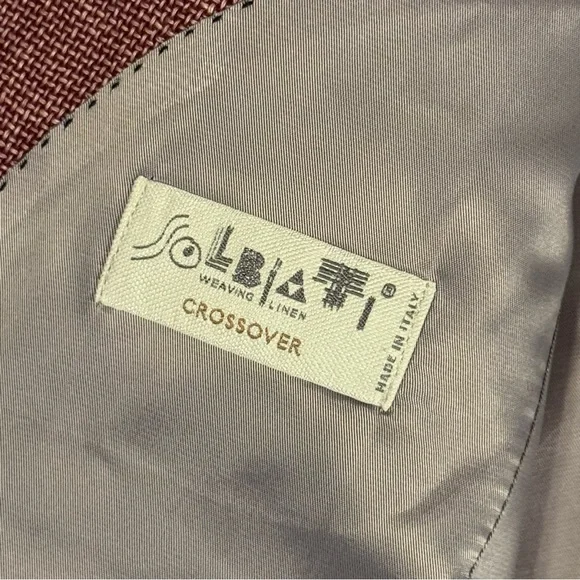 SOLBIATI®
WEAVING LINEN
CROSSOVER
MADE IN ITALY